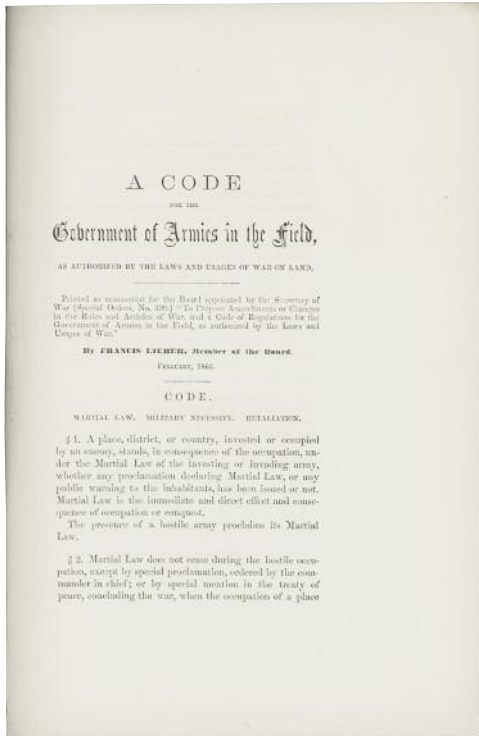 A CODE
FOR THE
Government of Armies in the Field,
AS AUTHORIZED BY THE LAWS AND USAGES OF WAR ON LAND.
Printed as manuscript for the Board appointed by the Secretary of
War [Special Orders, No. 399.] "To Propose Amendments or Changes
in the Rules and Articles of War, and a Code of Regulations for the
Government of Armies in the Field, as authorized by the Laws and
Usages of War."
By FRANCIS LIEBER, Member of the Board.
FEBRUARY, 1863.
CODE.
MARTIAL LAW. MILITARY NECESSITY. RETALIATION.
§ 1. A place, district, or country, invested or occupied
by an enemy, stands, in consequence of the occupation, un-
der the Martial Law of the investing or invading army,
whether any proclamation declaring Martial Law, or any
public warning to the inhabitants, has been issued or not.
Martial Law is the immediate and direct effect and conse-
quence of occupation or conquest.
The presence of a hostile army proclaims its Martial
Law.
§ 2. Martial Law does not cease during the hostile occu-
pation, except by special proclamation, ordered by the com-
mander in chief; or by special mention in the treaty of
peace, concluding the war, when the occupation of a place